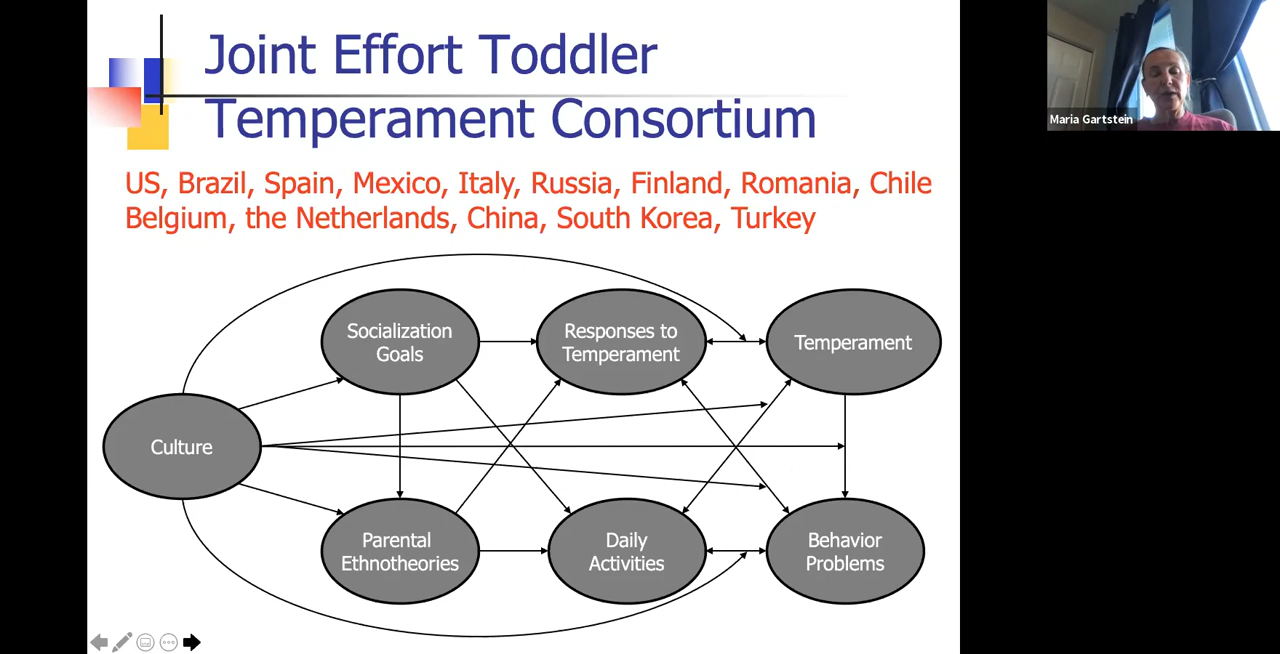 Joint Effort Toddler
Temperament Consortium
Maria Gartstein
US, Brazil, Spain, Mexico, Italy, Russia, Finland, Romania, Chile
Belgium, the Netherlands, China, South Korea, Turkey
Socialization
Goals
Responses to
Temperament
Temperament
Culture
Parental
Ethnotheories
Daily
Activities
Behavior
Problems